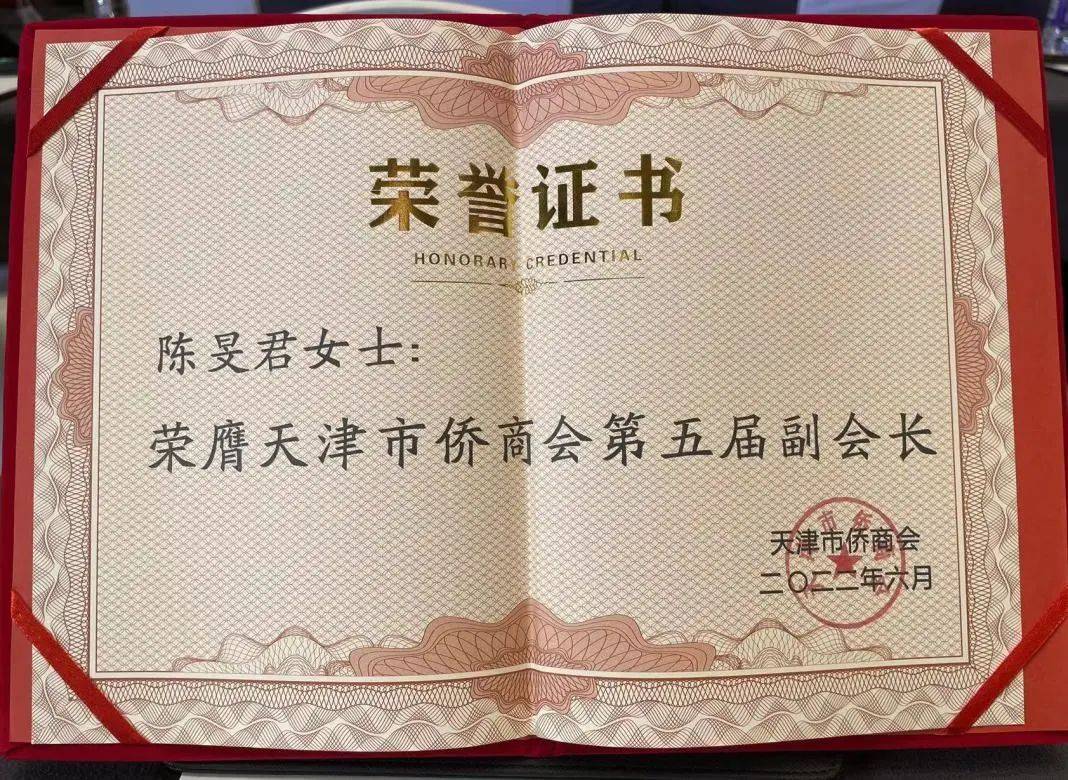 荣誉证书
HONORARY CREDENTIAL
陈旻君女士：
荣膺天津市侨商会第五届副会长
天津市侨商会
二〇二二年六月